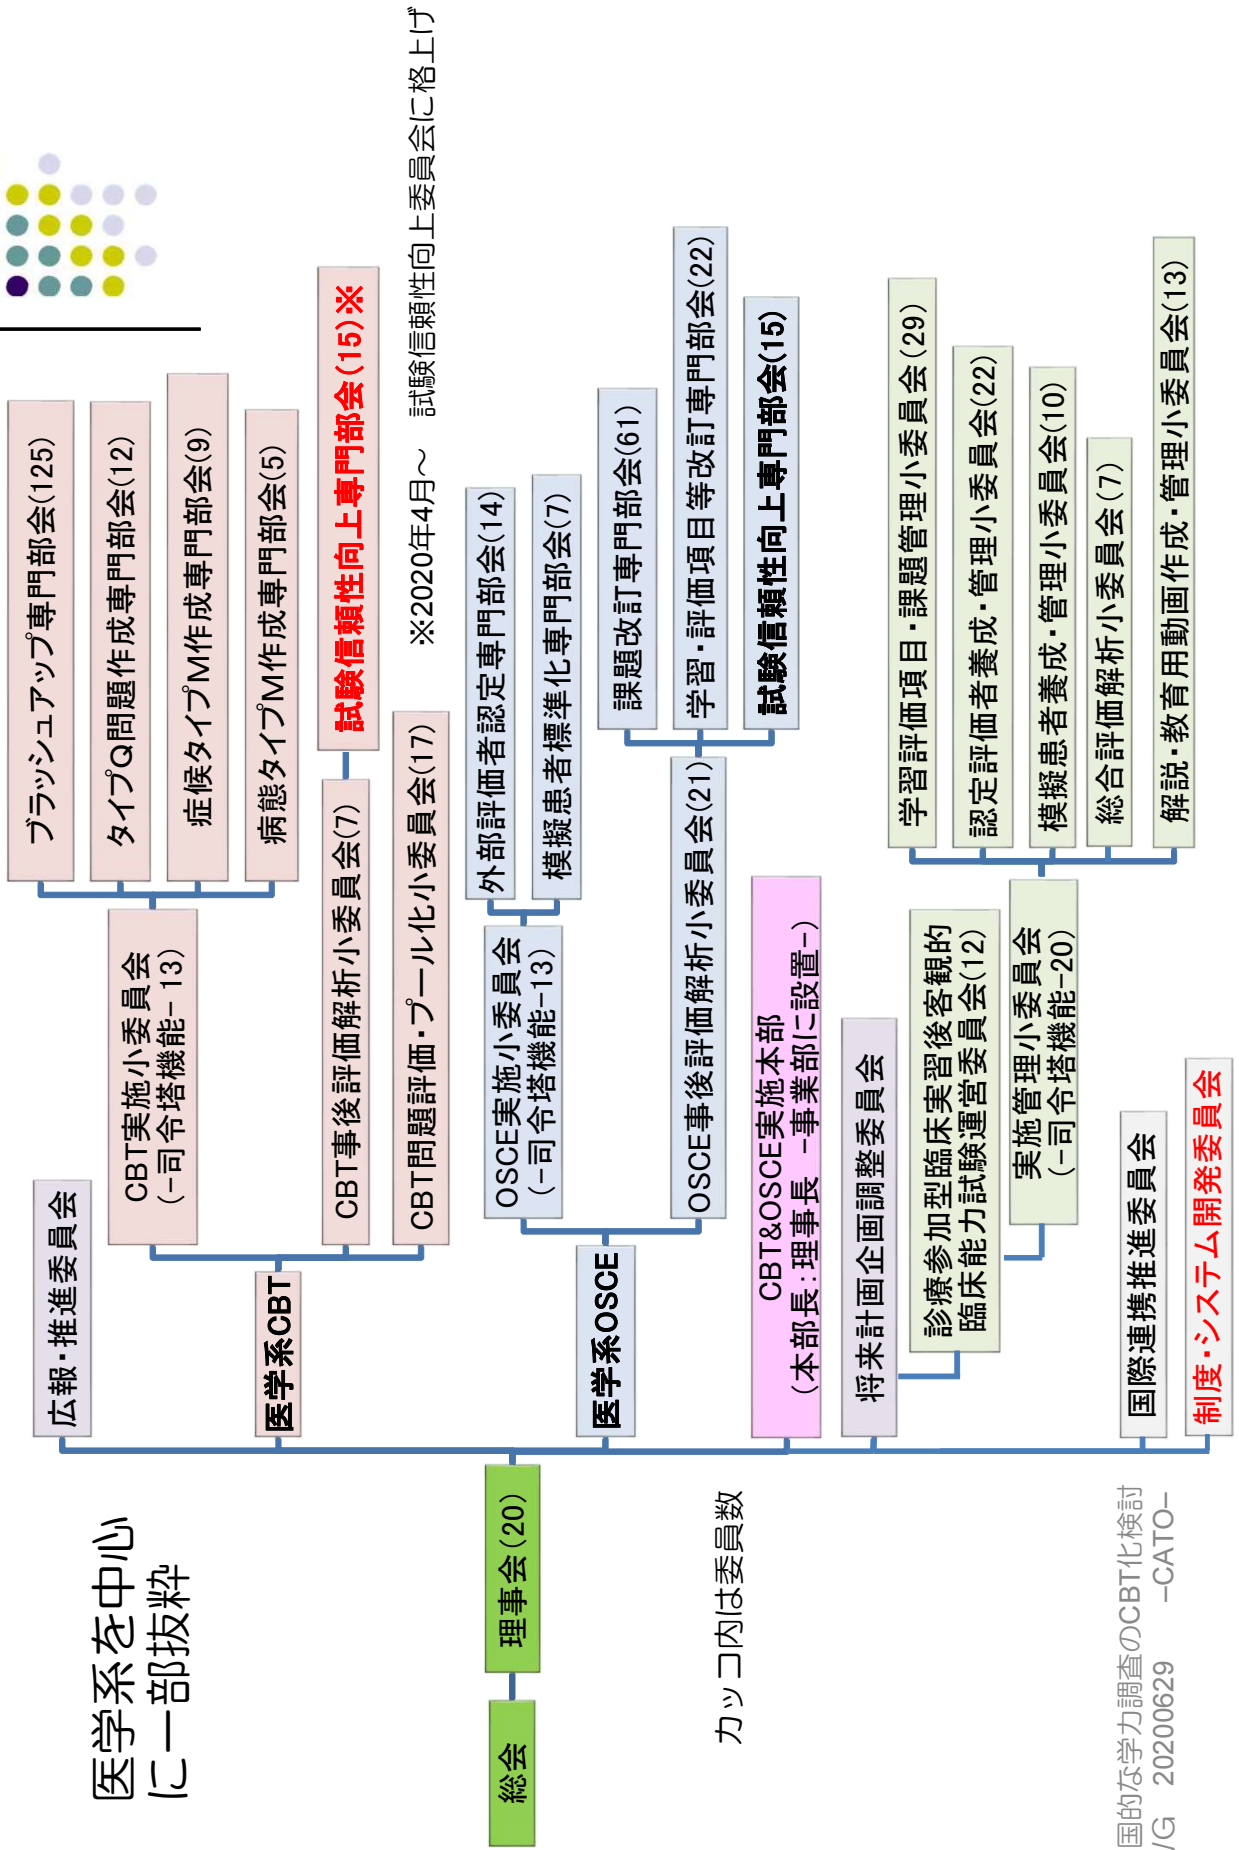 医学系を中心
に一部抜粋
総会
理事会(20)
カッコ内は委員数
広報・推進委員会
医学系CBT
CBT実施小委員会
(-司令塔機能- 13)
ブラッシュアップ専門部会(125)
タイプQ問題作成専門部会(12)
症候タイプM作成専門部会(9)
病態タイプM作成専門部会(5)
CBT事後評価解析小委員会(7)
試験信頼性向上専門部会(15)※
CBT問題評価・プール化小委員会(17)
※2020年4月～ 試験信頼性向上委員会に格上げ
医学系OSCE
OSCE実施小委員会
(-司令塔機能-13)
外部評価者認定専門部会(14)
模擬患者標準化専門部会(7)
OSCE事後評価解析小委員会(21)
課題改訂専門部会(61)
学習・評価項目等改訂専門部会(22)
試験信頼性向上専門部会(15)
CBT&OSCE実施本部
(本部長:理事長 -事業部に設置-)
将来計画企画調整委員会
診療参加型臨床実習後客観的
臨床能力試験運営委員会(12)
実施管理小委員会
(-司令塔機能-20)
学習評価項目・課題管理小委員会(29)
認定評価者養成・管理小委員会(22)
模擬患者養成・管理小委員会(10)
総合評価解析小委員会(7)
解説・教育用動画作成・管理小委員会(13)
国際連携推進委員会
制度・システム開発委員会
国的な学力調査のCBT化検討
/G 20200629 -CATO-